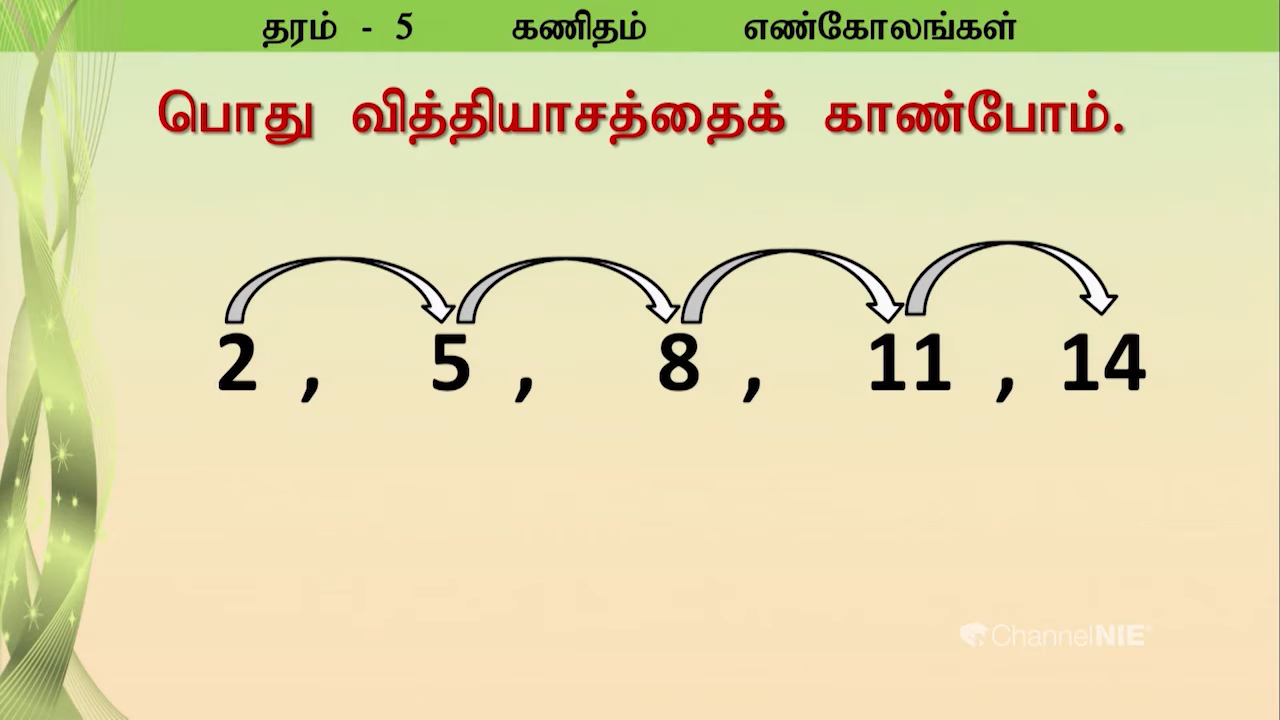 தரம் - 5 கணிதம் எண்கோலங்கள்
பொது வித்தியாசத்தைக் காண்போம்.
2 , 5 , 8 , 11 , 14
ChannelNIE